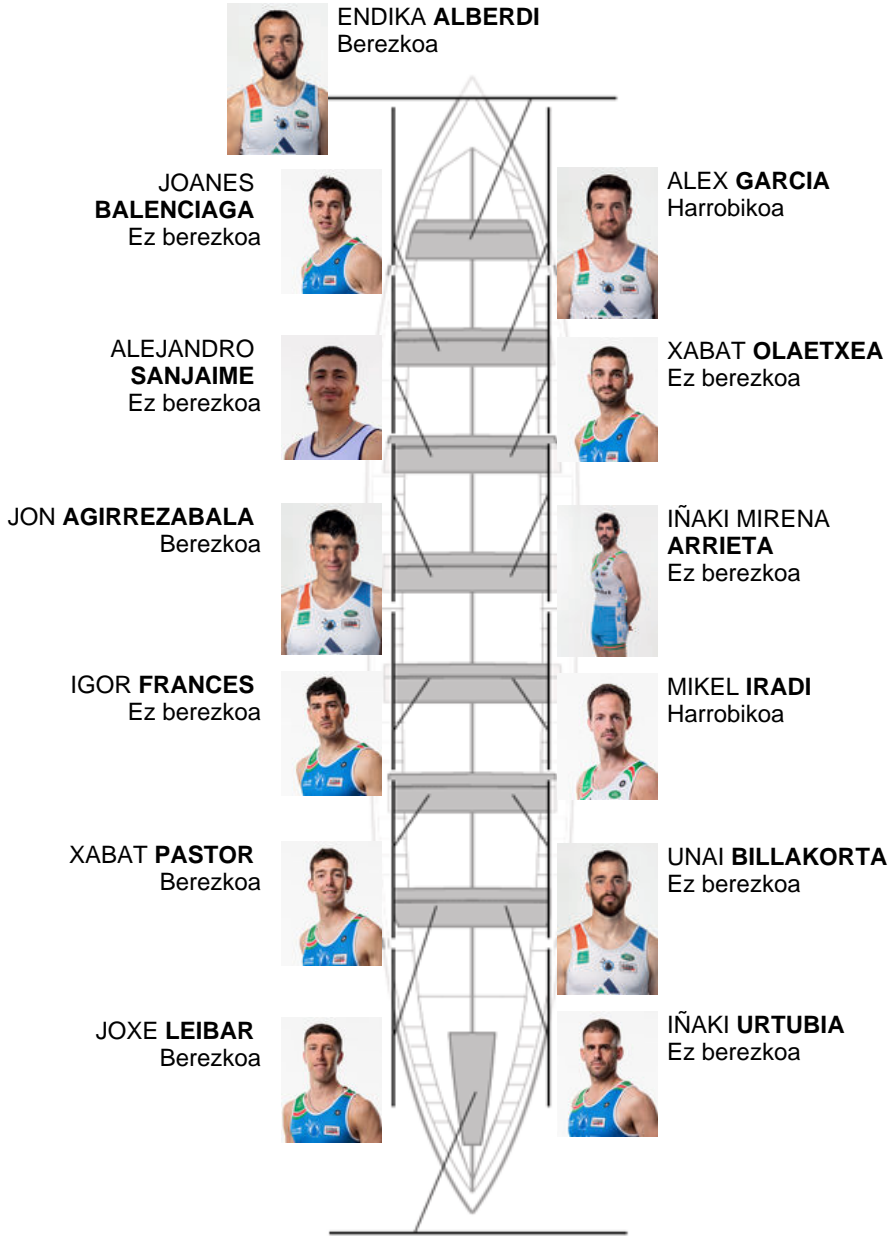 ENDIKA ALBERDI
Berezkoa
JOANES
BALENCIAGA
Ez berezkoa
ALEX GARCIA
Harrobikoa
ALEJANDRO
SANJAIME
Ez berezkoa
XABAT OLAETXEA
Ez berezkoa
JON AGIRREZABALA
Berezkoa
IÑAKI MIRENA
ARRIETA
Ez berezkoa
IGOR FRANCES
Ez berezkoa
MIKEL IRADI
Harrobikoa
XABAT PASTOR
Berezkoa
UNAI BILLAKORTA
Ez berezkoa
JOXE LEIBAR
Berezkoa
IÑAKI URTUBIA
Ez berezkoa